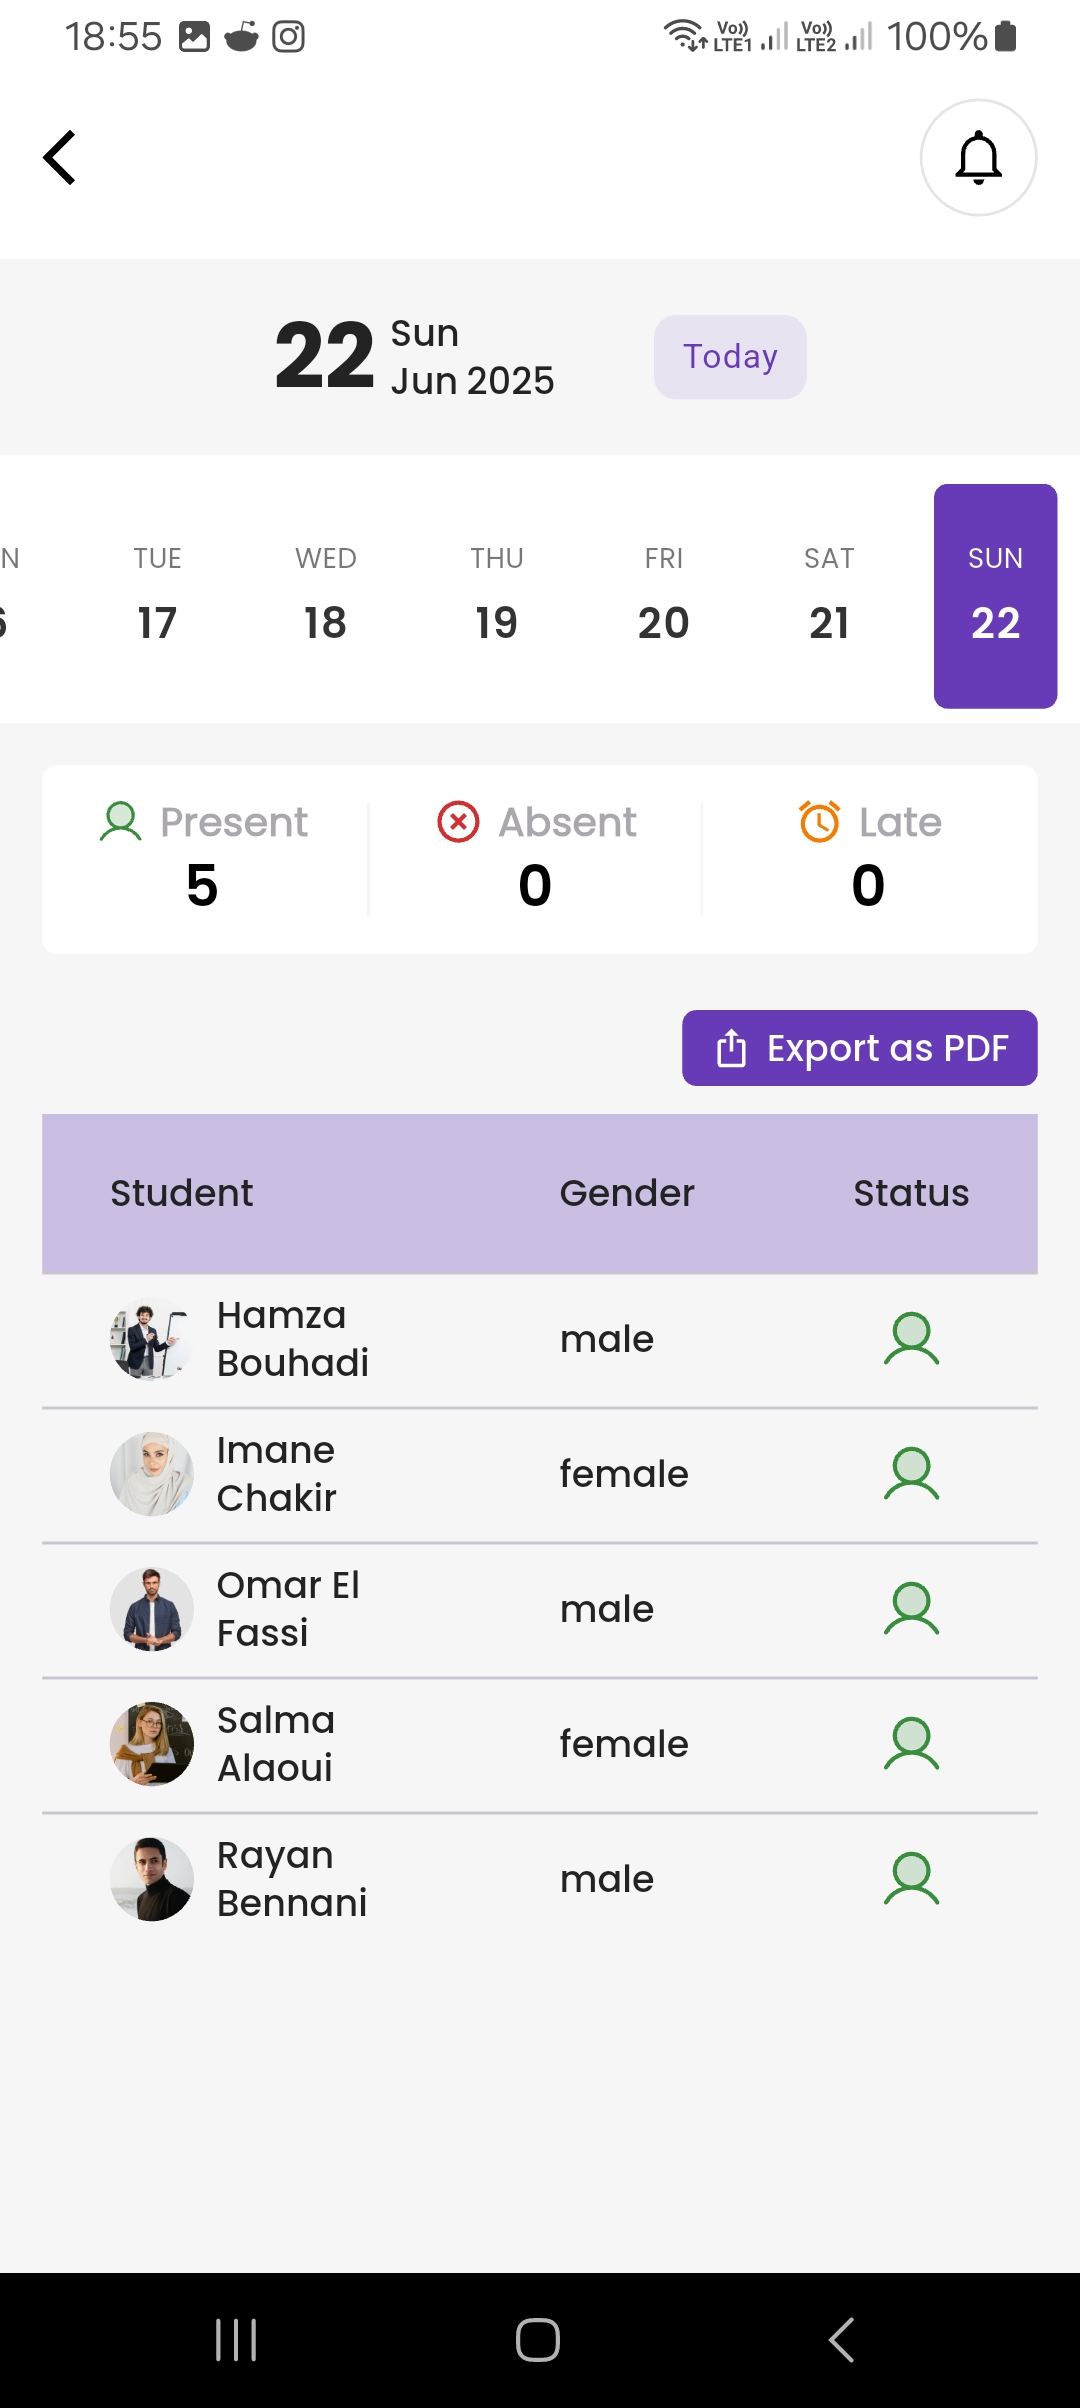 18:55
Vo)) LTE1 Vo)) LTE2 100%
22 Sun
Jun 2025
Today
N TUE WED THU FRI SAT SUN
17 18 19 20 21 22
Present Absent Late
5 0 0
Export as PDF
Student Gender Status
Hamza
Bouhadi
male
Imane
Chakir
female
Omar El
Fassi
male
Salma
Alaoui
female
Rayan
Bennani
male